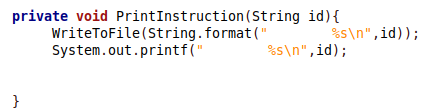 private void PrintInstruction(String id){
     WriteToFile(String.format("        %s\n",id));
     System.out.printf("        %s\n",id);
}